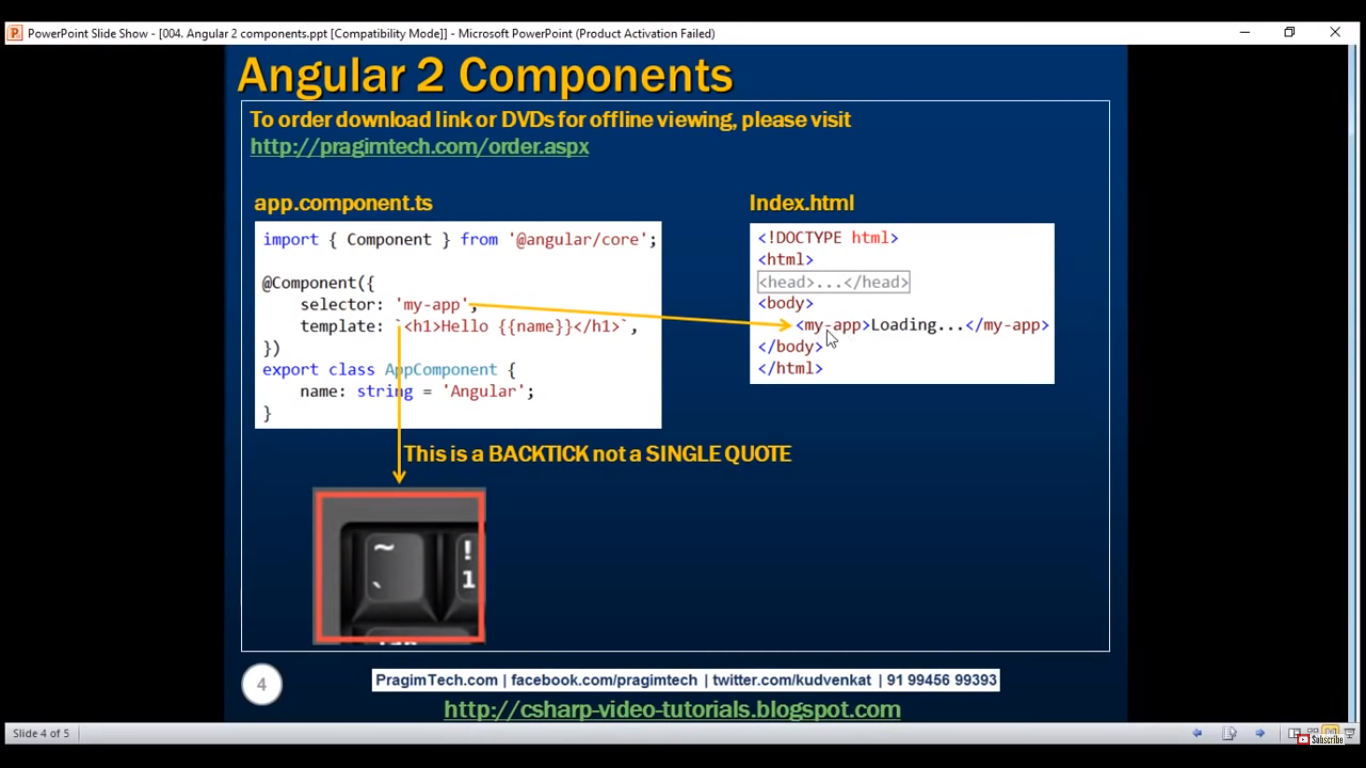 PowerPoint Slide Show - [004. Angular 2 components.ppt [Compatibility Mode]] - Microsoft PowerPoint (Product Activation Failed)
Angular 2 Components
To order download link or DVDs for offline viewing, please visit
http://pragimtech.com/order.aspx
app.component.ts
import { Component } from '@angular/core';
@Component({
selector: 'my-app',
template: `<h1>Hello {{name}}</h1>`,
})
export class AppComponent {
name: string = 'Angular';
}
Index.html
<!DOCTYPE html>
<html>
<head>...</head>
<body>
<my-app>Loading...</my-app>
</body>
</html>
This is a BACKTICK not a SINGLE QUOTE
~ !
` 1
4
PragimTech.com | facebook.com/pragimtech | twitter.com/kudvenkat | 91 99456 99393
http://csharp-video-tutorials.blogspot.com
Slide 4 of 5
Subscribe